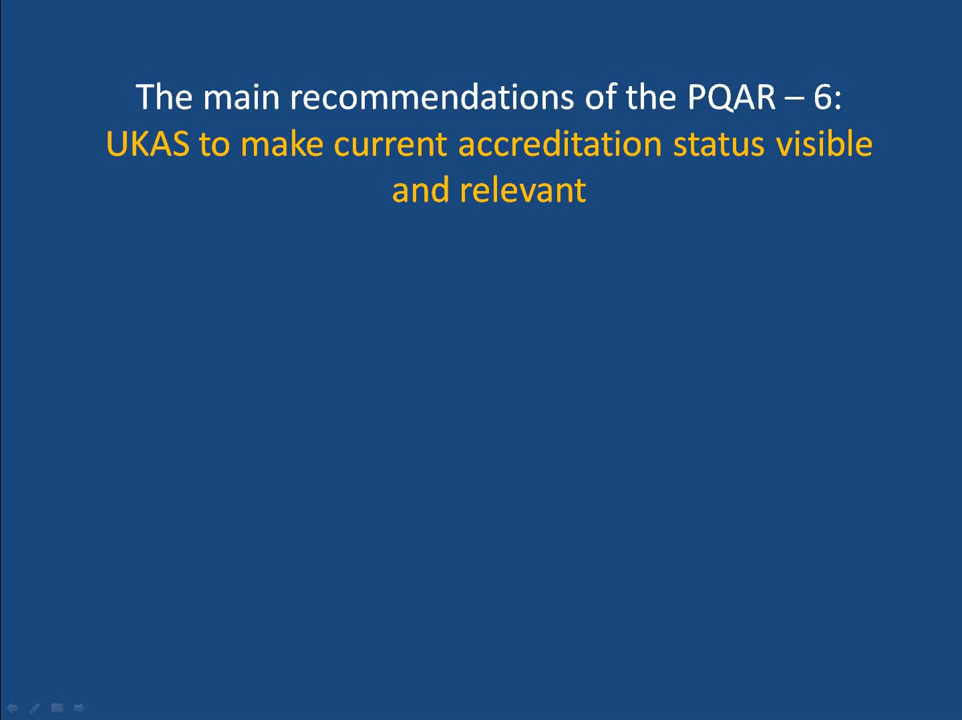 The main recommendations of the PQAR – 6:
UKAS to make current accreditation status visible
and relevant